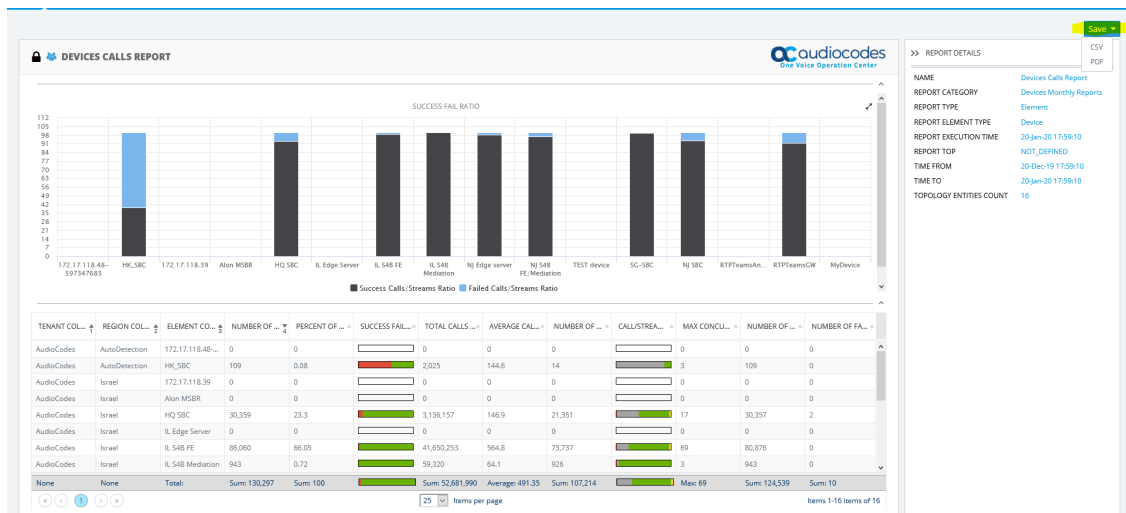 Save
CSV
PDF
DEVICES CALLS REPORT
audiocodes
One Voice Operation Center
>> REPORT DETAILS
NAME Devices Calls Report
REPORT CATEGORY Devices Monthly Reports
REPORT TYPE Element
REPORT ELEMENT TYPE Device
REPORT EXECUTION TIME 20-Jan-20 17:59:10
REPORT TOP NOT_DEFINED
TIME FROM 20-Dec-19 17:59:10
TIME TO 20-Jan-20 17:59:10
TOPOLOGY ENTITIES COUNT 16
SUCCESS FAIL RATIO
112
105
98
91
84
77
70
63
56
49
42
35
28
21
14
7
0
172.17.118.48-597347683 HK_SBC 172.17.118.39 Alon MSBR HQ SBC IL Edge Server IL S4B FE IL S4B Mediation NJ Edge server NJ S4B FE/Mediation TEST device SG-SBC NJ SBC RTPTeamsAn... RTPTeamsGW MyDevice
Success Calls/Streams Ratio Failed Calls/Streams Ratio
TENANT COL... 1 REGION COL... 2 ELEMENT CO... 3 NUMBER OF ... 4 PERCENT OF ... SUCCESS FAIL... TOTAL CALLS ... AVERAGE CAL... NUMBER OF ... CALL/STREA... MAX CONCU... NUMBER OF ... NUMBER OF FA...
AudioCodes AutoDetection 172.17.118.48-... 0 0 0 0 0 0 0 0
AudioCodes AutoDetection HK_SBC 109 0.08 2,025 144.6 14 3 109 0
AudioCodes Israel 172.17.118.39 0 0 0 0 0 0 0 0
AudioCodes Israel Alon MSBR 0 0 0 0 0 0 0 0
AudioCodes Israel HQ SBC 30,359 23.3 3,136,157 146.9 21,351 17 30,357 2
AudioCodes Israel IL Edge Server 0 0 0 0 0 0 0 0
AudioCodes Israel IL S4B FE 86,060 66.05 41,650,253 564.8 73,737 69 80,876 0
AudioCodes Israel IL S4B Mediation 943 0.72 59,320 64.1 926 3 943 0
None None Total: Sum: 130,297 Sum: 100 Sum: 52,681,990 Average: 491.35 Sum: 107,214 Max: 69 Sum: 124,539 Sum: 10
1 25 Items per page Items 1-16 items of 16